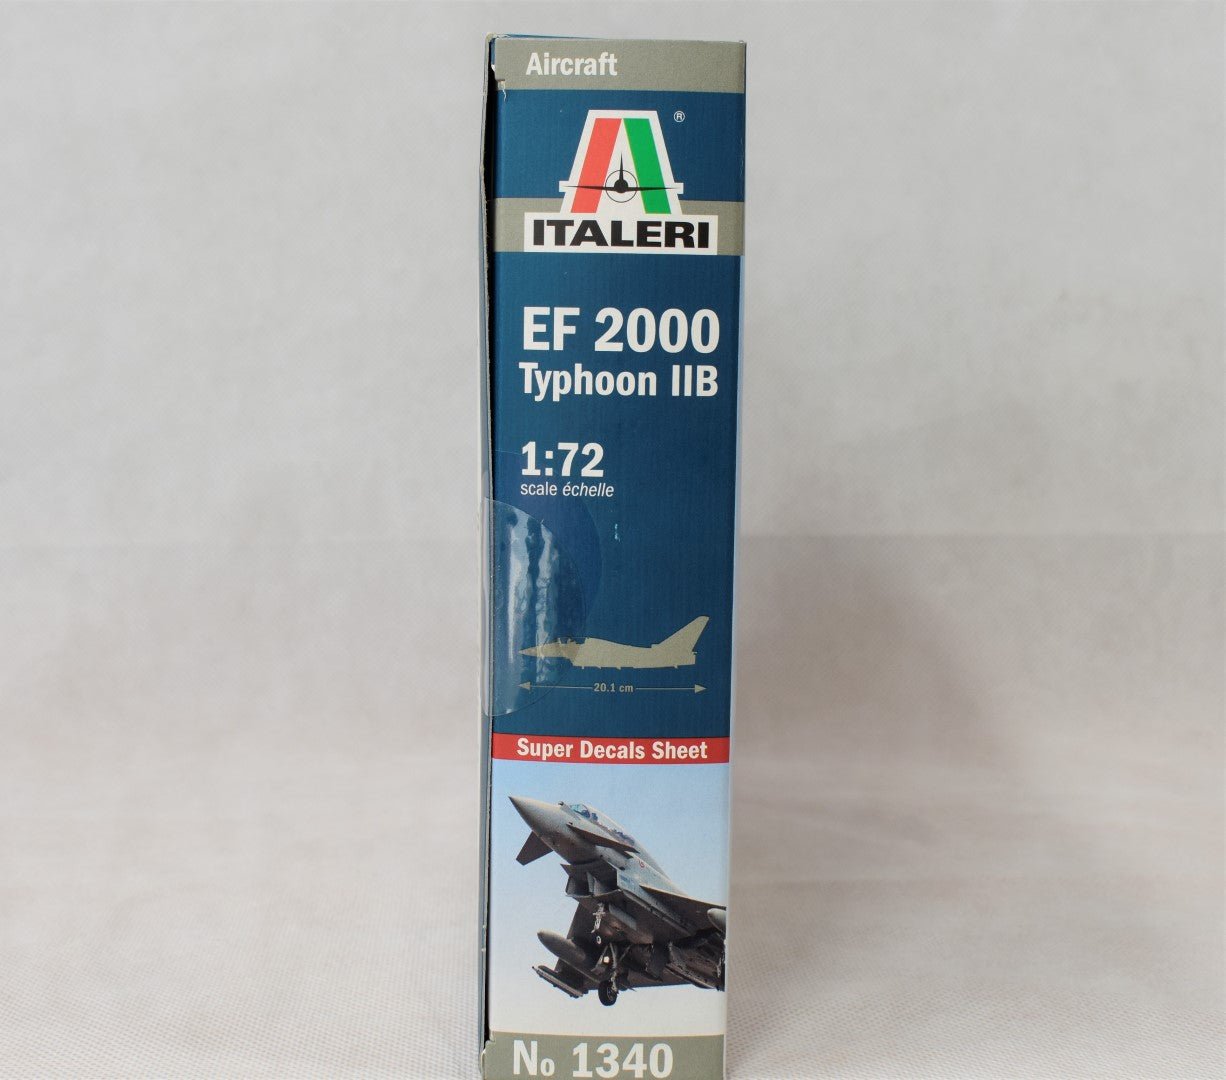 Aircraft
®
ITALERI
EF 2000
Typhoon IIB
1:72
scale échelle
20.1 cm
Super Decals Sheet
No 1340